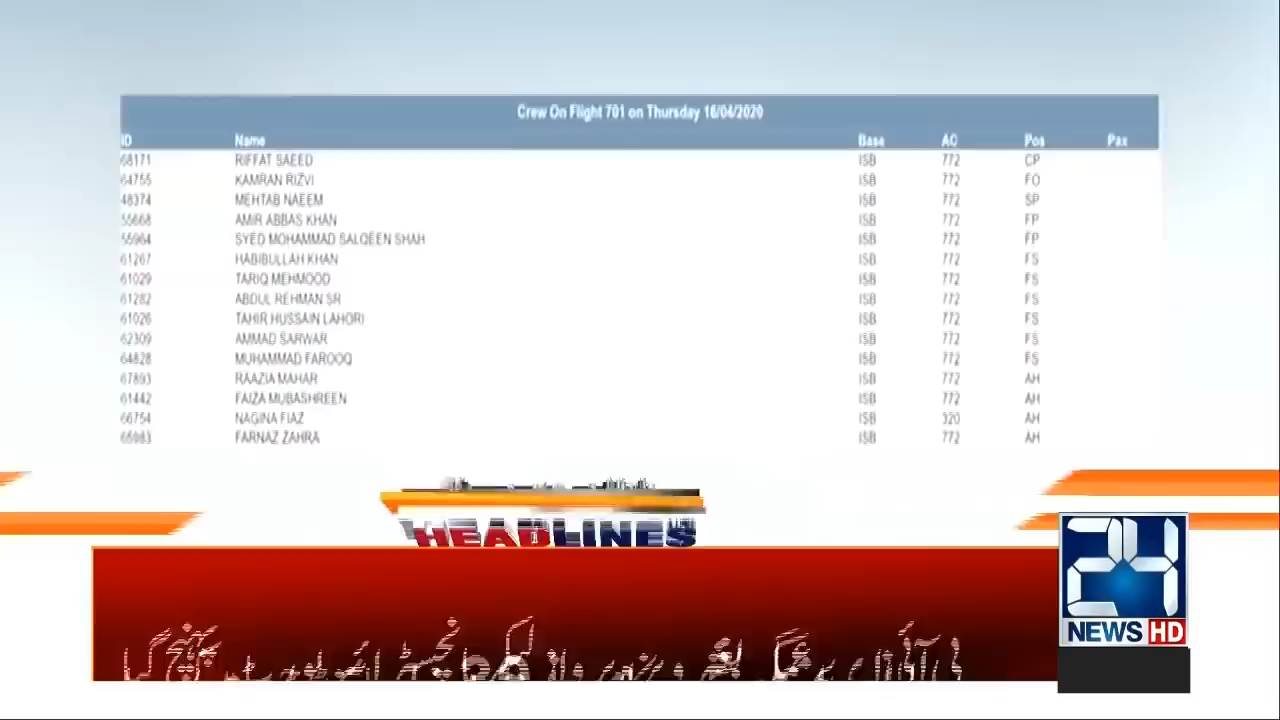 Crew On Flight 701 on Thursday 16/04/2020
ID Name Base AC Pos Pax
68171 RIFFAT SAEED ISB 772 CP
64755 KAMRAN RIZVI ISB 772 FO
48374 MEHTAB NAEEM ISB 772 SP
55668 AMIR ABBAS KHAN ISB 772 FP
55964 SYED MOHAMMAD SALQEEN SHAH ISB 772 FP
61267 HABIBULLAH KHAN ISB 772 FS
61029 TARIQ MEHMOOD ISB 772 FS
61282 ABDUL REHMAN SR ISB 772 FS
61026 TAHIR HUSSAIN LAHORI ISB 772 FS
62309 AMMAD SARWAR ISB 772 FS
64828 MUHAMMAD FAROOQ ISB 772 FS
67893 RAAZIA MAHAR ISB 772 AH
61442 FAIZA MUBASHREEN ISB 772 AH
66754 NAGINA FIAZ ISB 320 AH
65983 FARNAZ ZAHRA ISB 772 AH
HEADLINES
24
NEWS HD